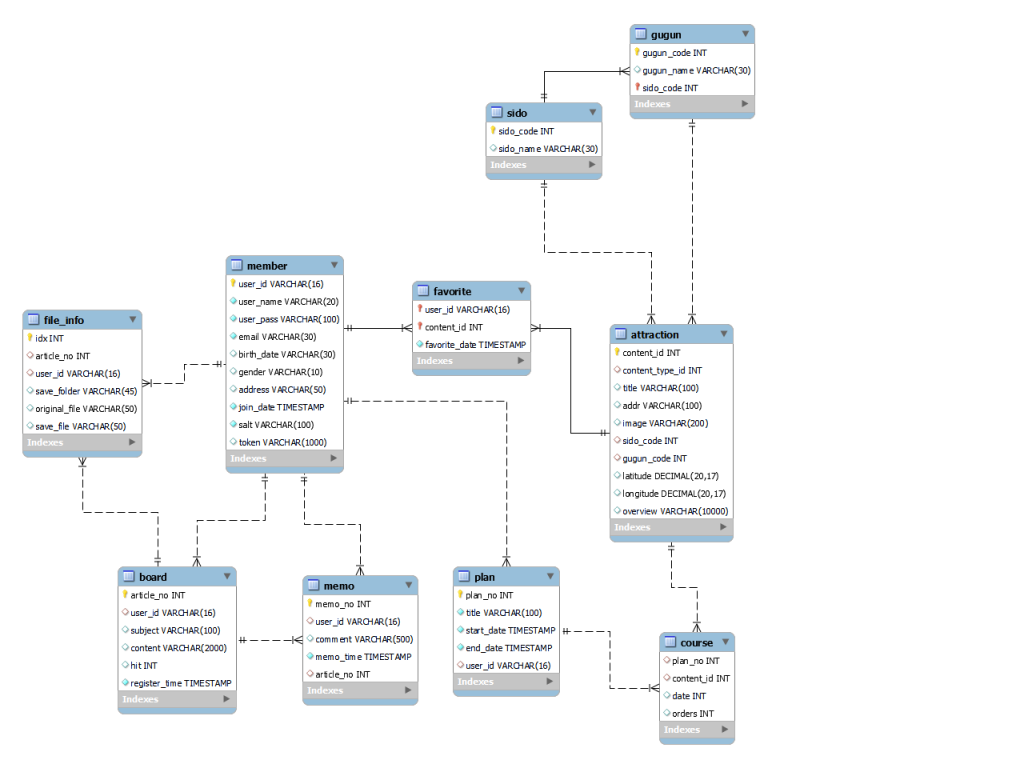 gugun
gugun_code INT
gugun_name VARCHAR(30)
sido_code INT
Indexes
sido
sido_code INT
sido_name VARCHAR(30)
Indexes
member
user_id VARCHAR(16)
user_name VARCHAR(20)
user_pass VARCHAR(100)
email VARCHAR(30)
birth_date VARCHAR(30)
gender VARCHAR(10)
address VARCHAR(50)
join_date TIMESTAMP
salt VARCHAR(100)
token VARCHAR(1000)
Indexes
favorite
user_id VARCHAR(16)
content_id INT
favorite_date TIMESTAMP
Indexes
file_info
idx INT
article_no INT
user_id VARCHAR(16)
save_folder VARCHAR(45)
original_file VARCHAR(50)
save_file VARCHAR(50)
Indexes
attraction
content_id INT
content_type_id INT
title VARCHAR(100)
addr VARCHAR(100)
image VARCHAR(200)
sido_code INT
gugun_code INT
latitude DECIMAL(20,17)
longitude DECIMAL(20,17)
overview VARCHAR(10000)
Indexes
board
article_no INT
user_id VARCHAR(16)
subject VARCHAR(100)
content VARCHAR(2000)
hit INT
register_time TIMESTAMP
Indexes
memo
memo_no INT
user_id VARCHAR(16)
comment VARCHAR(500)
memo_time TIMESTAMP
article_no INT
Indexes
plan
plan_no INT
title VARCHAR(100)
start_date TIMESTAMP
end_date TIMESTAMP
user_id VARCHAR(16)
Indexes
course
plan_no INT
content_id INT
date INT
orders INT
Indexes